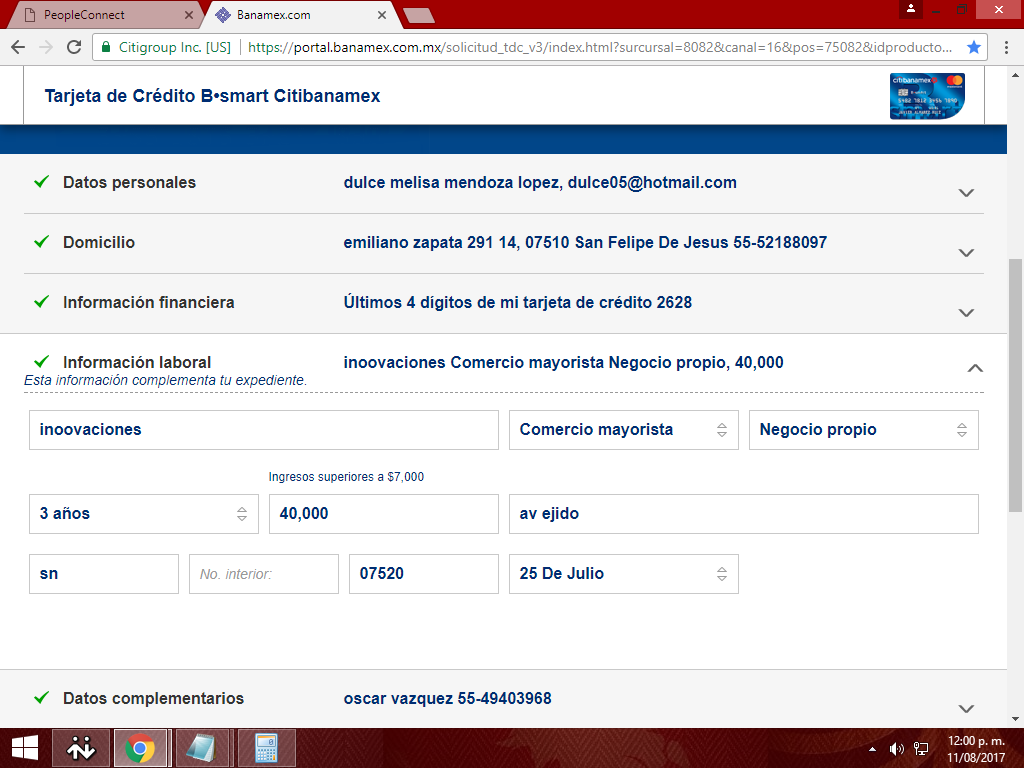 PeopleConnect
Banamex.com
Citigroup Inc. [US] https://portal.banamex.com.mx/solicitud_tdc_v3/index.html?surcursal=8082&canal=16&pos=75082&idproducto...
Tarjeta de Crédito B•smart Citibanamex
citibanamex
Datos personales dulce melisa mendoza lopez, dulce05@hotmail.com
Domicilio emiliano zapata 291 14, 07510 San Felipe De Jesus 55-52188097
Información financiera Últimos 4 dígitos de mi tarjeta de crédito 2628
Información laboral inoovaciones Comercio mayorista Negocio propio, 40,000
Esta información complementa tu expediente.
inoovaciones Comercio mayorista Negocio propio
Ingresos superiores a $7,000
3 años 40,000 av ejido
sn No. interior: 07520 25 De Julio
Datos complementarios oscar vazquez 55-49403968
12:00 p. m.
11/08/2017